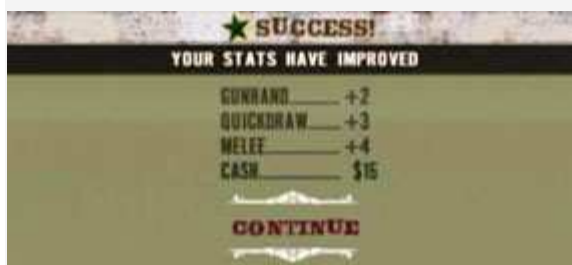 SUCCESS!
YOUR STATS HAVE IMPROVED
GUNHAND +2
QUICKDRAW +3
MELEE +4
CASH $15
CONTINUE